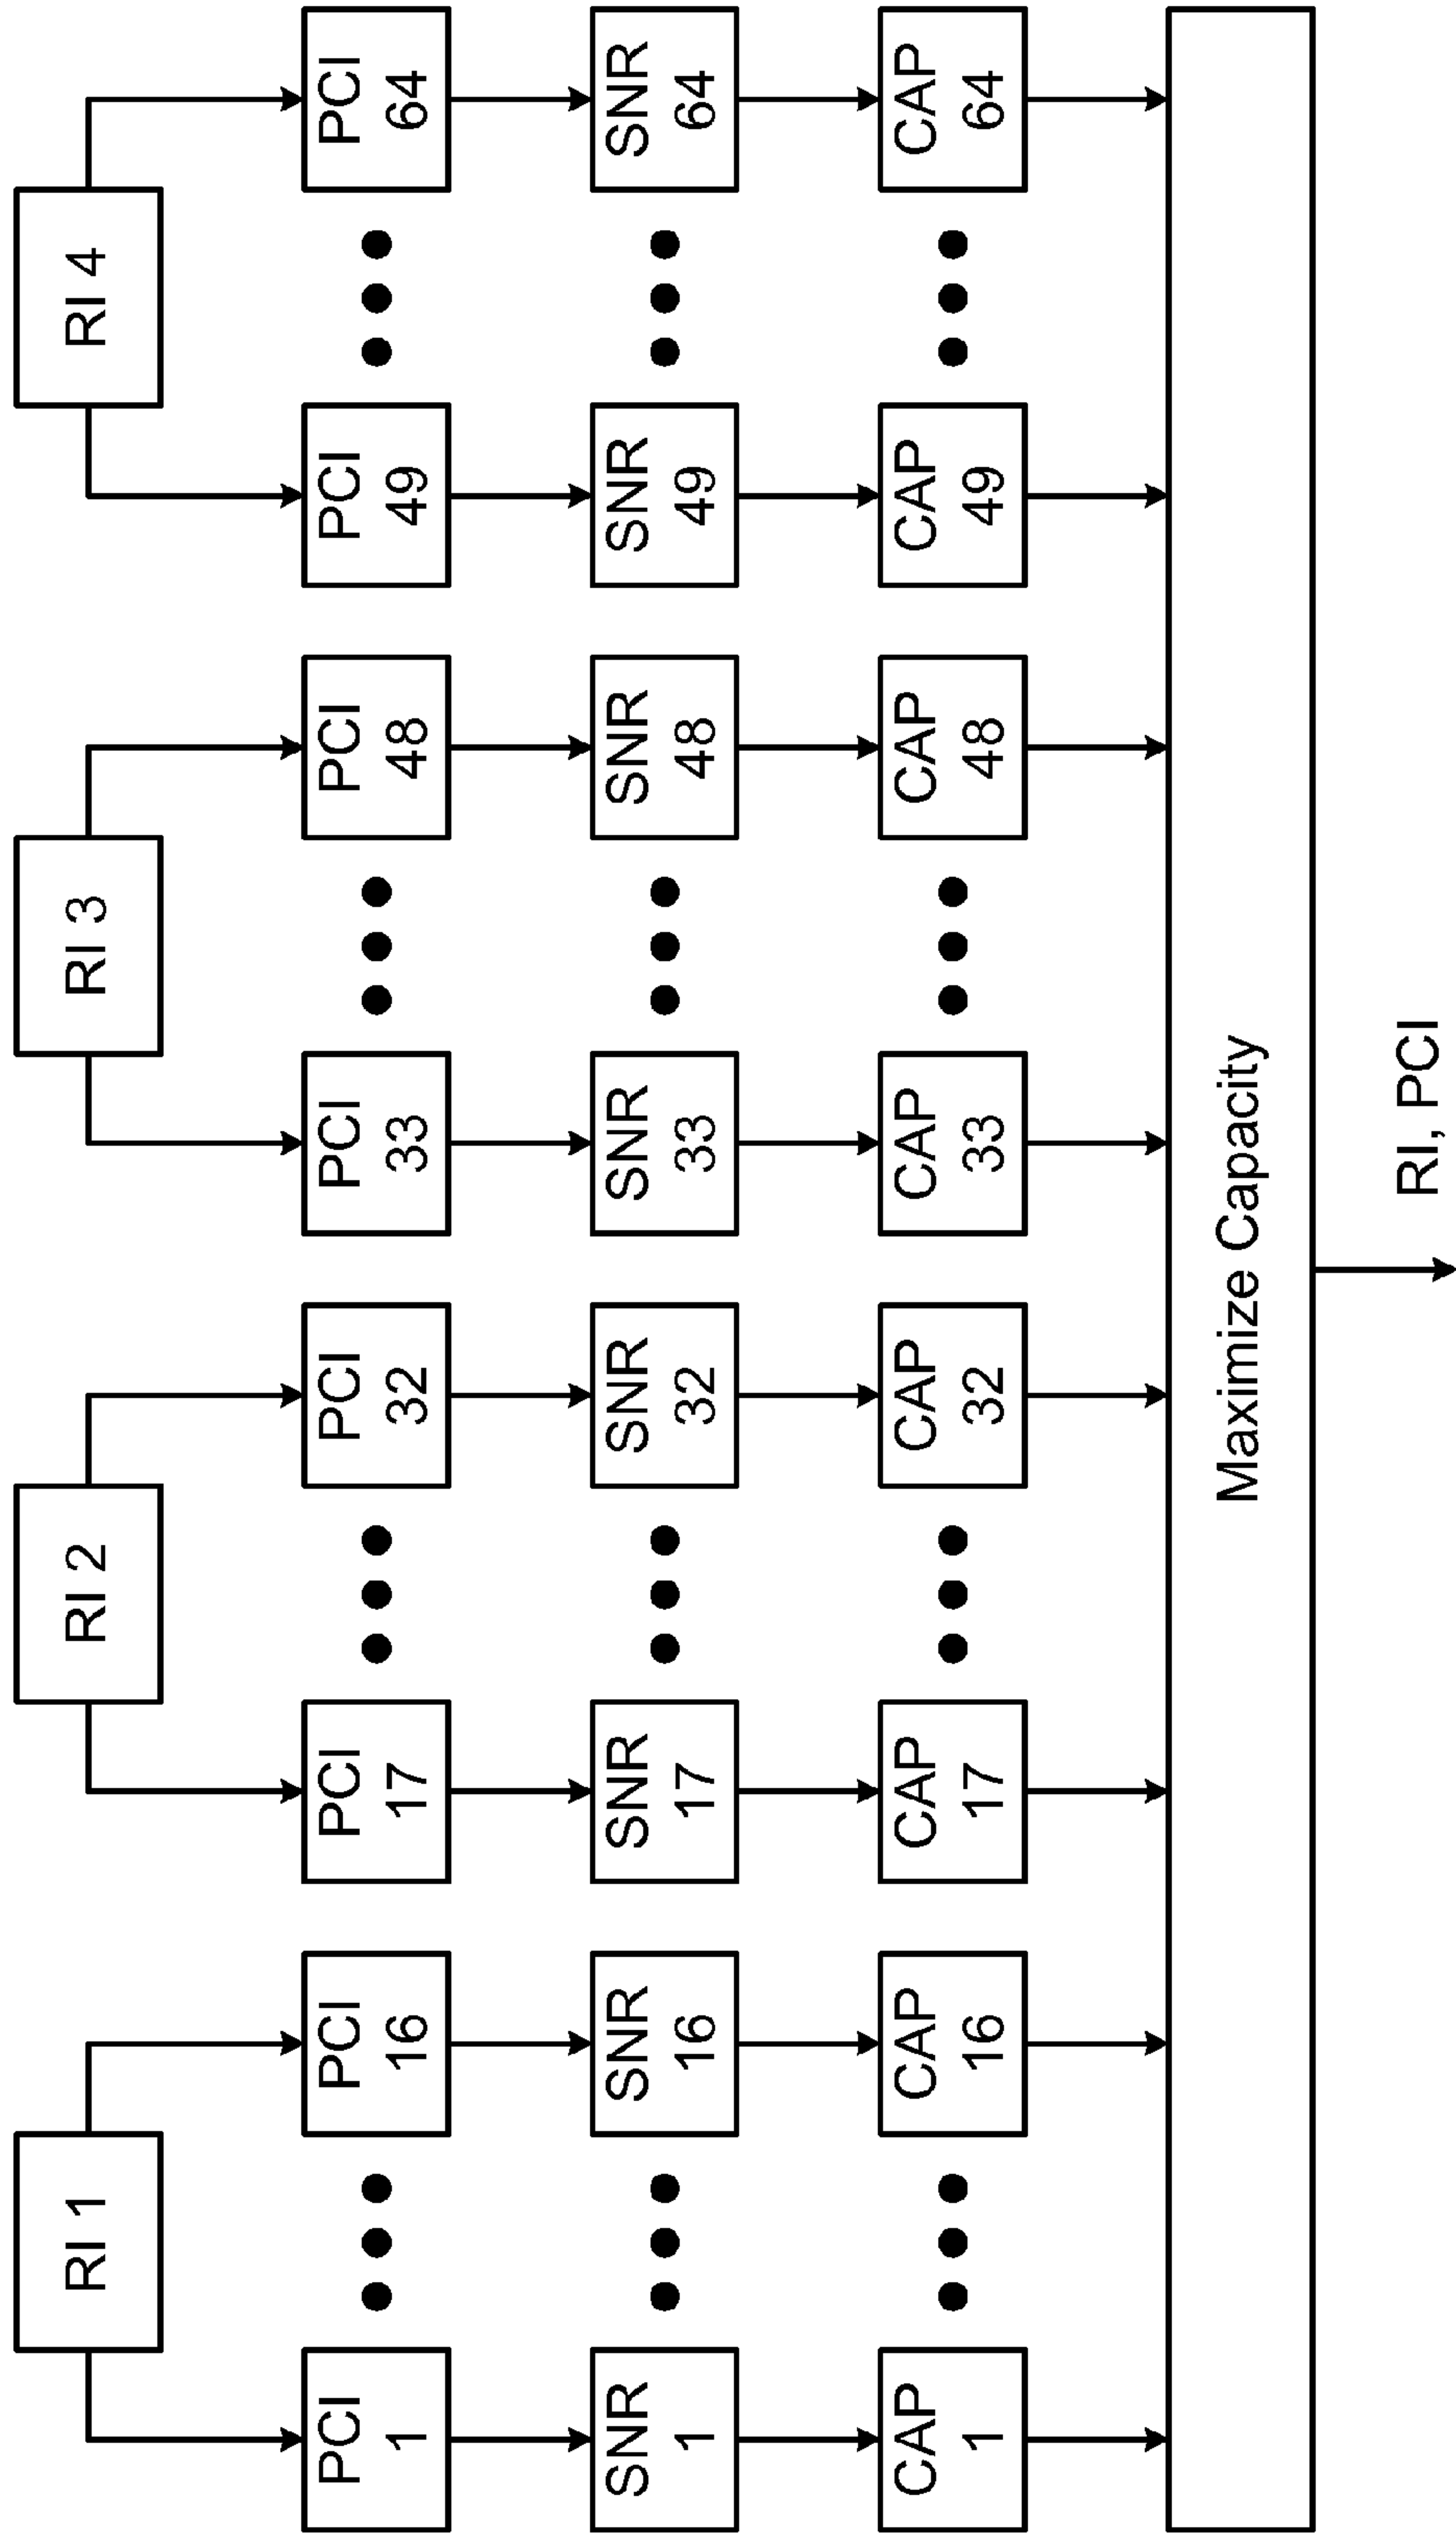 RI 1
RI 2
RI 3
RI 4
PCI
1
PCI
16
PCI
17
PCI
32
PCI
33
PCI
48
PCI
49
PCI
64
SNR
1
SNR
16
SNR
17
SNR
32
SNR
33
SNR
48
SNR
49
SNR
64
CAP
1
CAP
16
CAP
17
CAP
32
CAP
33
CAP
48
CAP
49
CAP
64
Maximize Capacity
RI, PCI